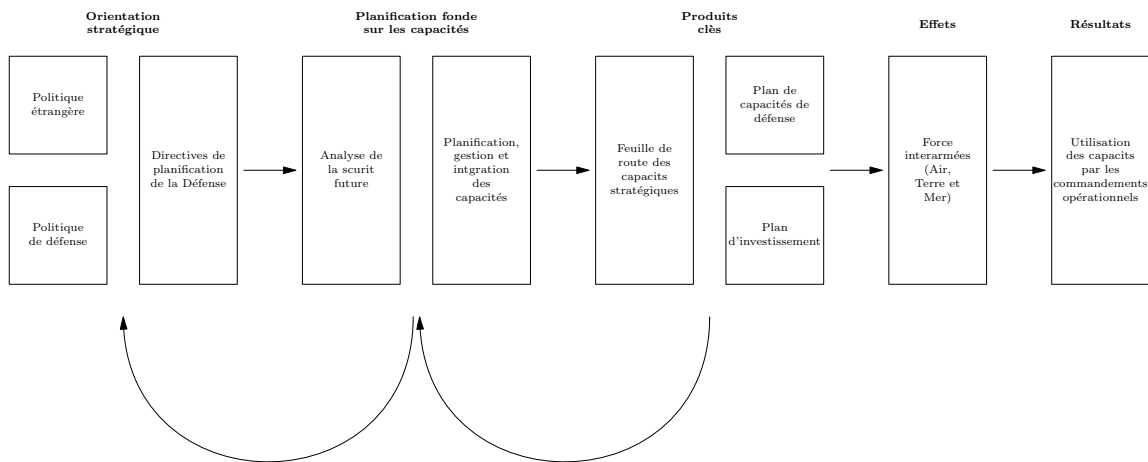 Orientation
stratégique
Planification fonde
sur les capacités
Produits
clès
Effets
Résultats
Politique
étrangère
Politique
de défense
Directives de
planification
de la Défense
Analyse de
la scurit
future
Planification,
gestion et
intgration
des
capacités
Feuille de
route des
capacits
stratégiques
Plan de
capacités de
défense
Plan
d'investissement
Force
interarmées
(Air,
Terre et
Mer)
Utilisation
des capacits
par les
commandements
opérationnels